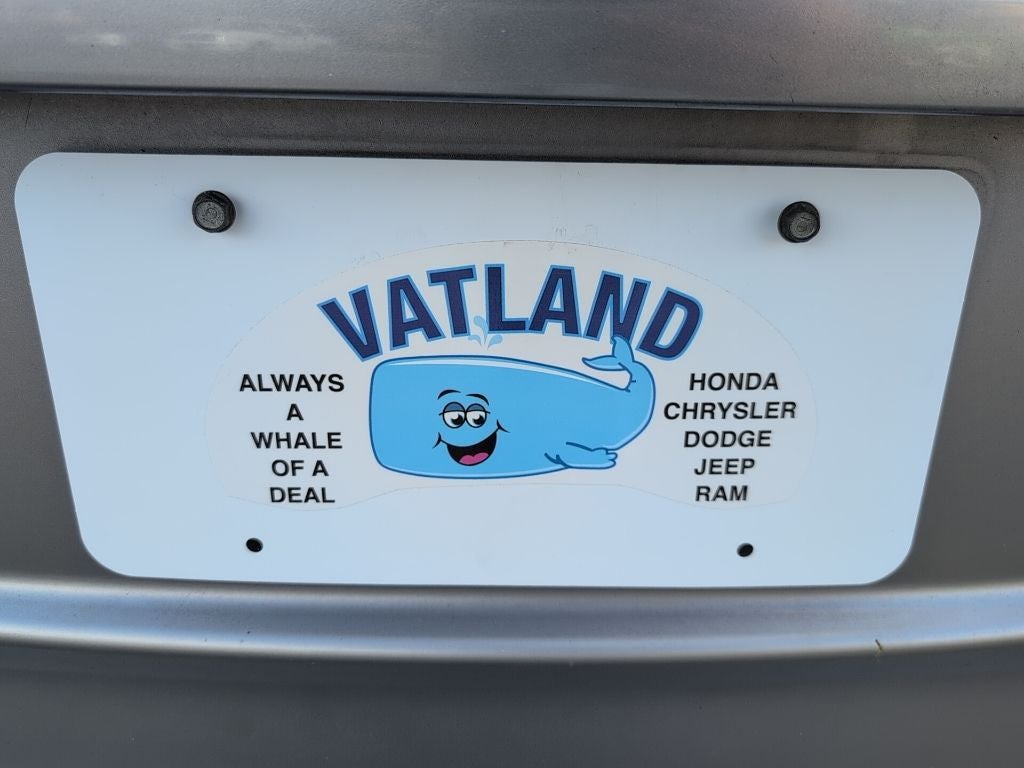 VATLAND
ALWAYS
A
WHALE
OF A
DEAL
HONDA
CHRYSLER
DODGE
JEEP
RAM